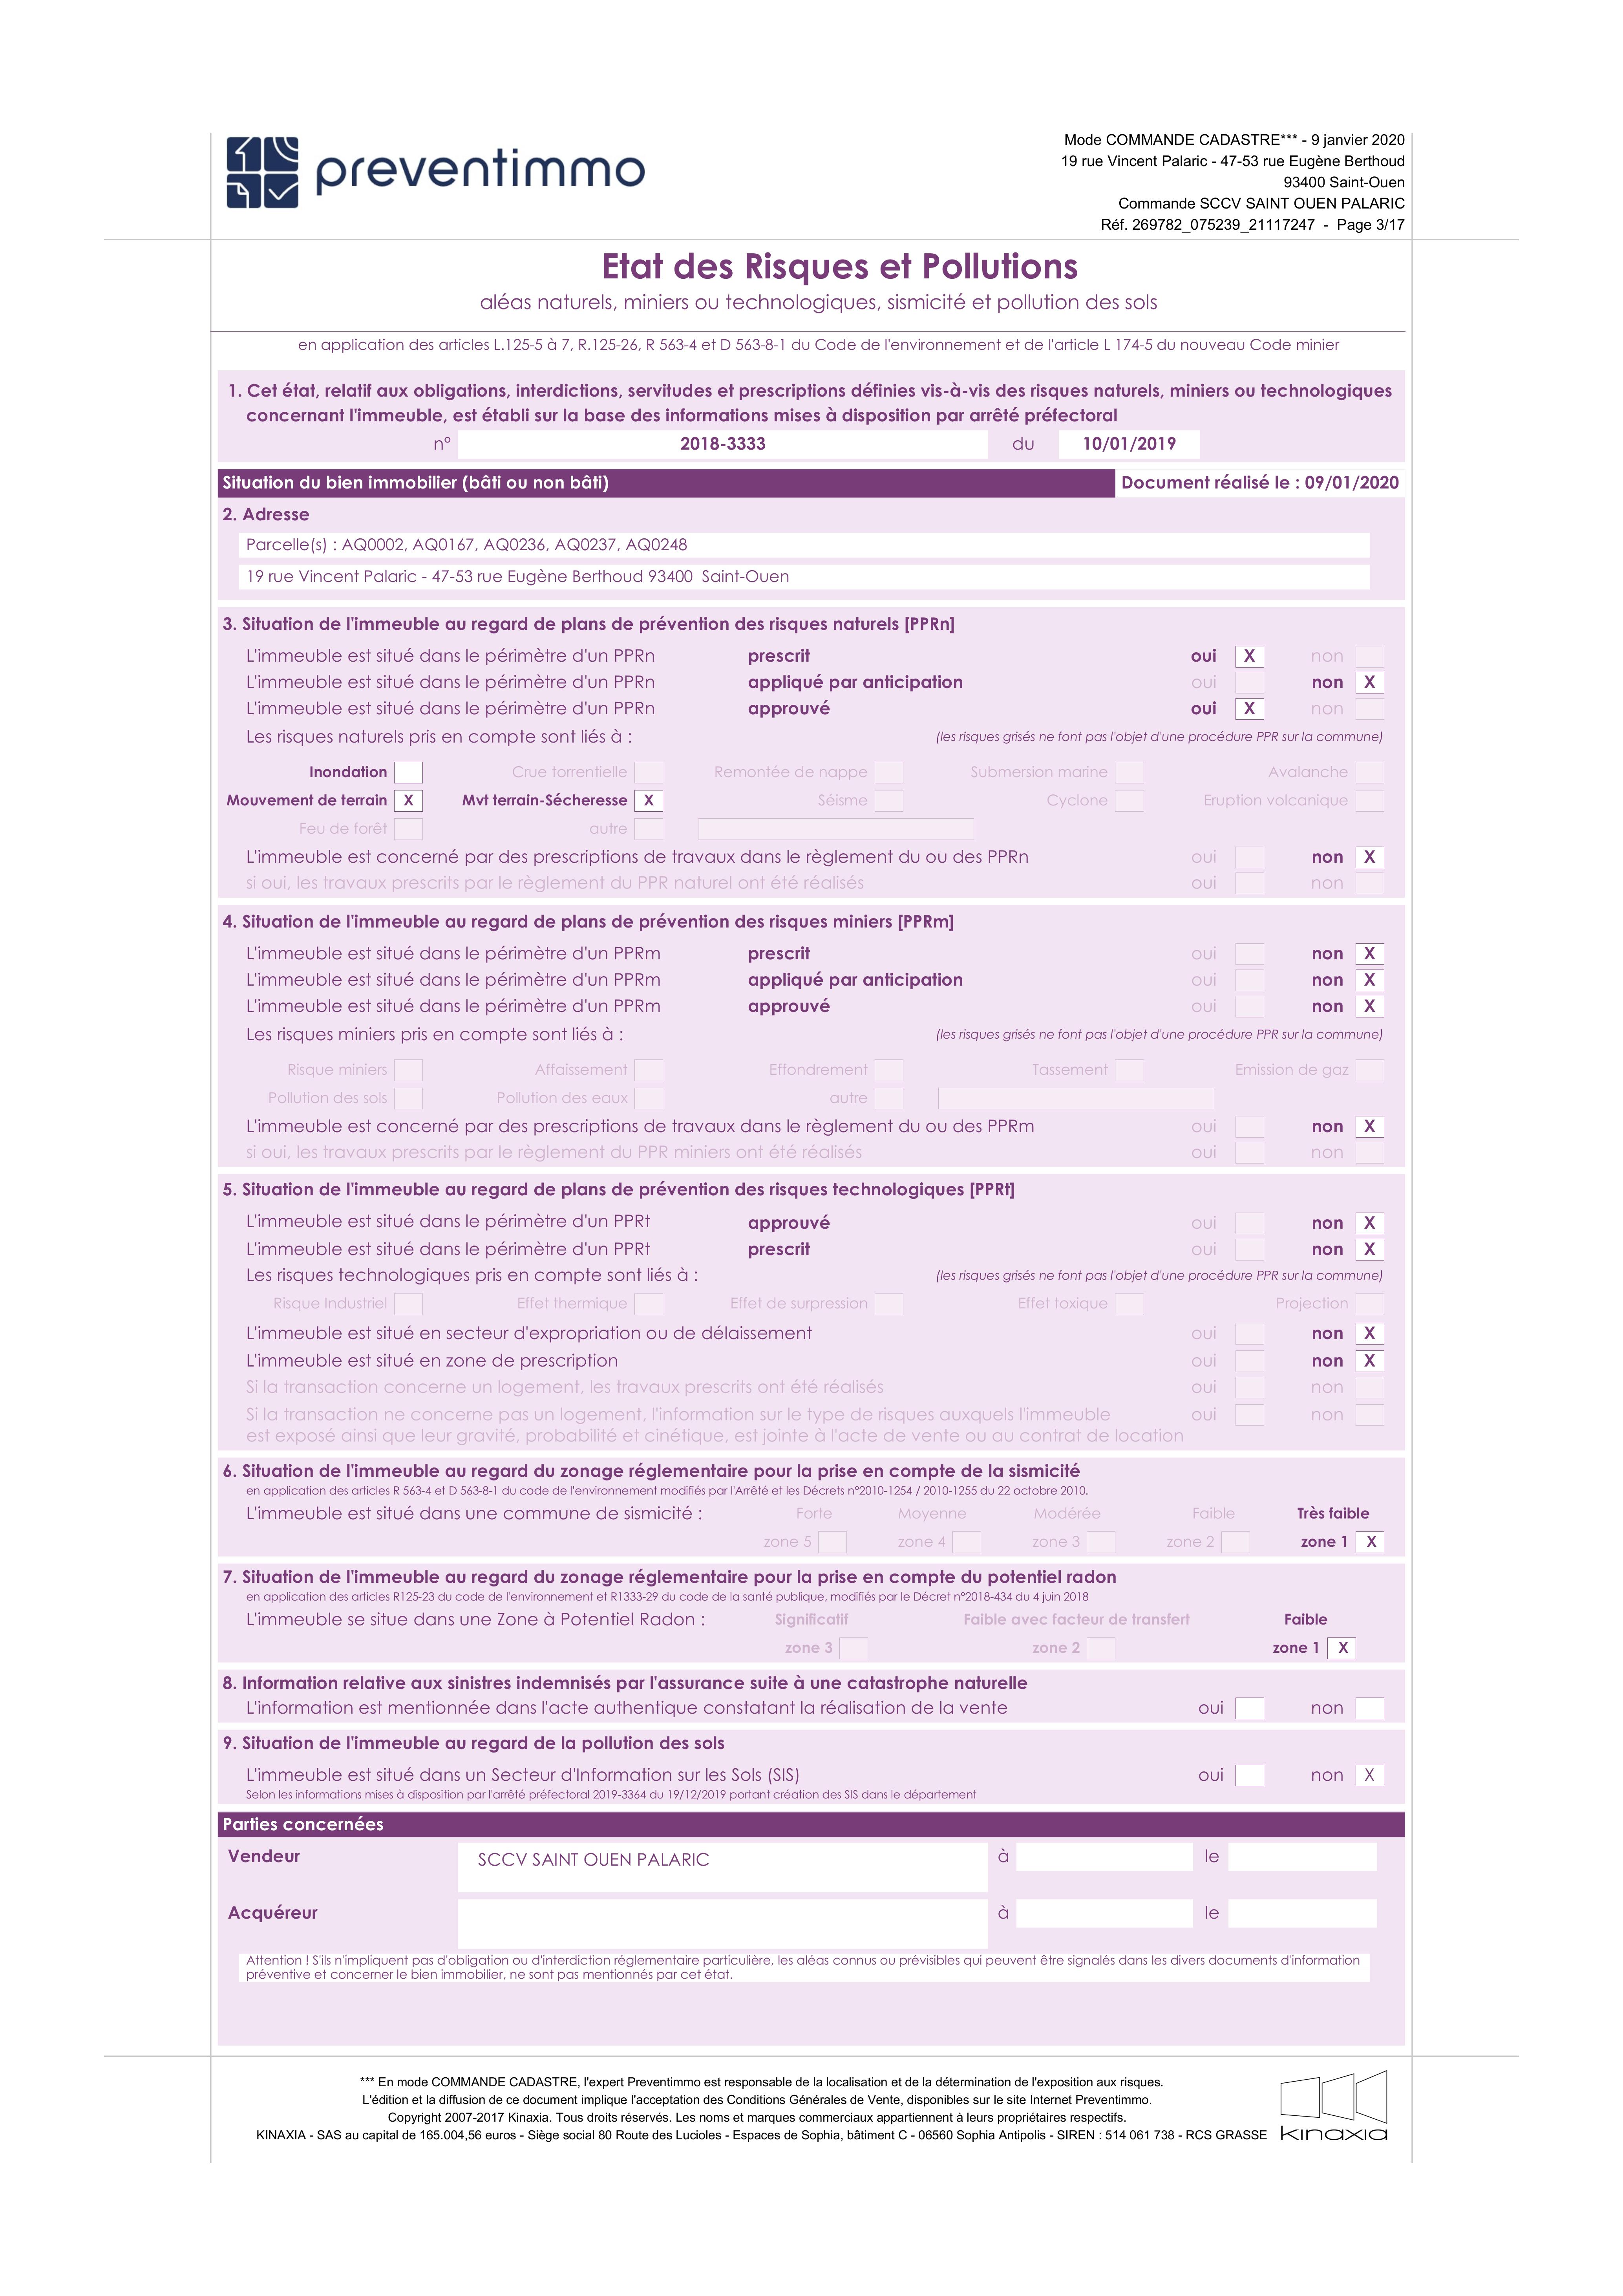 preventimmo
Mode COMMANDE CADASTRE*** - 9 janvier 2020
19 rue Vincent Palaric - 47-53 rue Eugène Berthoud
93400 Saint-Ouen
Commande SCCV SAINT OUEN PALARIC
Réf. 269782_075239_21117247 - Page 3/17
Etat des Risques et Pollutions
aléas naturels, miniers ou technologiques, sismicité et pollution des sols
en application des articles L.125-5 à 7, R.125-26, R 563-4 et D 563-8-1 du Code de l'environnement et de l'article L 174-5 du nouveau Code minier
1. Cet état, relatif aux obligations, interdictions, servitudes et prescriptions définies vis-à-vis des risques naturels, miniers ou technologiques
concernant l'immeuble, est établi sur la base des informations mises à disposition par arrêté préfectoral
n° 2018-3333 du 10/01/2019
Situation du bien immobilier (bâti ou non bâti) Document réalisé le : 09/01/2020
2. Adresse
Parcelle(s) : AQ0002, AQ0167, AQ0236, AQ0237, AQ0248
19 rue Vincent Palaric - 47-53 rue Eugène Berthoud 93400 Saint-Ouen
3. Situation de l'immeuble au regard de plans de prévention des risques naturels [PPRn]
L'immeuble est situé dans le périmètre d'un PPRn prescrit oui X non
L'immeuble est situé dans le périmètre d'un PPRn appliqué par anticipation oui non X
L'immeuble est situé dans le périmètre d'un PPRn approuvé oui X non
Les risques naturels pris en compte sont liés à : (les risques grisés ne font pas l'objet d'une procédure PPR sur la commune)
Inondation Crue torrentielle Remontée de nappe Submersion marine Avalanche
Mouvement de terrain X Mvt terrain-Sécheresse X Séisme Cyclone Eruption volcanique
Feu de forêt autre
L'immeuble est concerné par des prescriptions de travaux dans le règlement du ou des PPRn oui non X
si oui, les travaux prescrits par le règlement du PPR naturel ont été réalisés oui non
4. Situation de l'immeuble au regard de plans de prévention des risques miniers [PPRm]
L'immeuble est situé dans le périmètre d'un PPRm prescrit oui non X
L'immeuble est situé dans le périmètre d'un PPRm appliqué par anticipation oui non X
L'immeuble est situé dans le périmètre d'un PPRm approuvé oui non X
Les risques miniers pris en compte sont liés à : (les risques grisés ne font pas l'objet d'une procédure PPR sur la commune)
Risque miniers Affaissement Effondrement Tassement Emission de gaz
Pollution des sols Pollution des eaux autre
L'immeuble est concerné par des prescriptions de travaux dans le règlement du ou des PPRm oui non X
si oui, les travaux prescrits par le règlement du PPR miniers ont été réalisés oui non
5. Situation de l'immeuble au regard de plans de prévention des risques technologiques [PPRt]
L'immeuble est situé dans le périmètre d'un PPRt approuvé oui non X
L'immeuble est situé dans le périmètre d'un PPRt prescrit oui non X
Les risques technologiques pris en compte sont liés à : (les risques grisés ne font pas l'objet d'une procédure PPR sur la commune)
Risque Industriel Effet thermique Effet de surpression Effet toxique Projection
L'immeuble est situé en secteur d'expropriation ou de délaissement oui non X
L'immeuble est situé en zone de prescription oui non X
Si la transaction concerne un logement, les travaux prescrits ont été réalisés oui non
Si la transaction ne concerne pas un logement, l'information sur le type de risques auxquels l'immeuble oui non
est exposé ainsi que leur gravité, probabilité et cinétique, est jointe à l'acte de vente ou au contrat de location
6. Situation de l'immeuble au regard du zonage réglementaire pour la prise en compte de la sismicité
en application des articles R 563-4 et D 563-8-1 du code de l'environnement modifiés par l'Arrêté et les Décrets n°2010-1254 / 2010-1255 du 22 octobre 2010.
L'immeuble est situé dans une commune de sismicité : Forte Moyenne Modérée Faible Très faible
zone 5 zone 4 zone 3 zone 2 zone 1 X
7. Situation de l'immeuble au regard du zonage réglementaire pour la prise en compte du potentiel radon
en application des articles R125-23 du code de l'environnement et R1333-29 du code de la santé publique, modifiés par le Décret n°2018-434 du 4 juin 2018
L'immeuble se situe dans une Zone à Potentiel Radon : Significatif Faible avec facteur de transfert Faible
zone 3 zone 2 zone 1 X
8. Information relative aux sinistres indemnisés par l'assurance suite à une catastrophe naturelle
L'information est mentionnée dans l'acte authentique constatant la réalisation de la vente oui non
9. Situation de l'immeuble au regard de la pollution des sols
L'immeuble est situé dans un Secteur d'Information sur les Sols (SIS) oui non X
Selon les informations mises à disposition par l'arrêté préfectoral 2019-3364 du 19/12/2019 portant création des SIS dans le département
Parties concernées
Vendeur SCCV SAINT OUEN PALARIC à le
Acquéreur à le
Attention ! S'ils n'impliquent pas d'obligation ou d'interdiction réglementaire particulière, les aléas connus ou prévisibles qui peuvent être signalés dans les divers documents d'information
préventive et concerner le bien immobilier, ne sont pas mentionnés par cet état.
*** En mode COMMANDE CADASTRE, l'expert Preventimmo est responsable de la localisation et de la détermination de l'exposition aux risques.
L'édition et la diffusion de ce document implique l'acceptation des Conditions Générales de Vente, disponibles sur le site Internet Preventimmo.
Copyright 2007-2017 Kinaxia. Tous droits réservés. Les noms et marques commerciaux appartiennent à leurs propriétaires respectifs.
KINAXIA - SAS au capital de 165.004,56 euros - Siège social 80 Route des Lucioles - Espaces de Sophia, bâtiment C - 06560 Sophia Antipolis - SIREN : 514 061 738 - RCS GRASSE
kinaxia